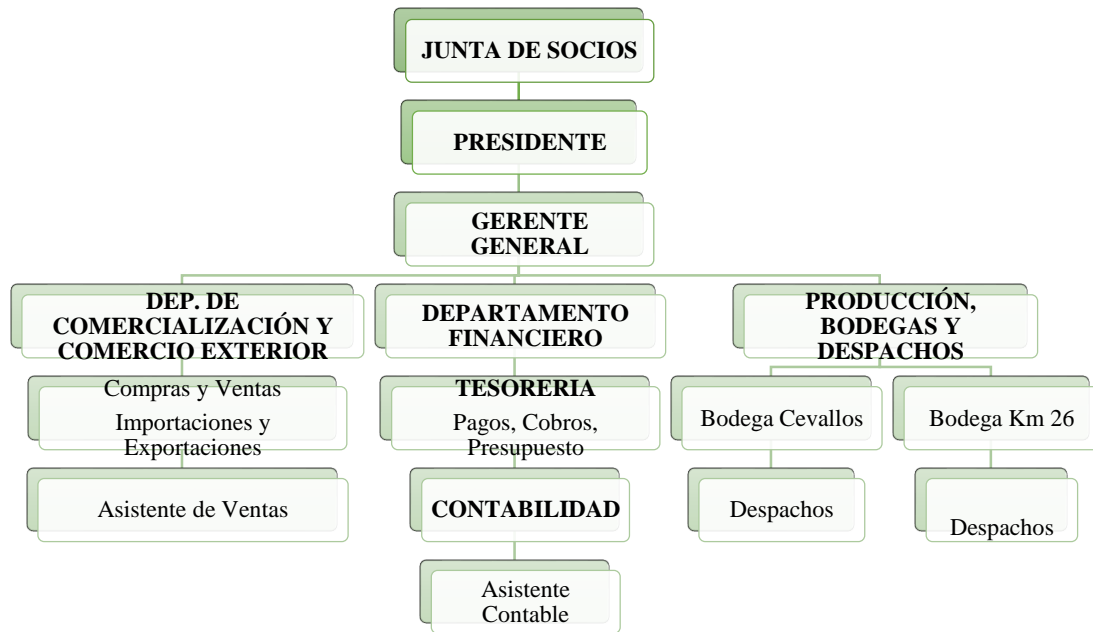 JUNTA DE SOCIOS
PRESIDENTE
GERENTE
GENERAL
DEP. DE
COMERCIALIZACIÓN Y
COMERCIO EXTERIOR
DEPARTAMENTO
FINANCIERO
PRODUCCIÓN,
BODEGAS Y
DESPACHOS
Compras y Ventas
Importaciones y
Exportaciones
TESORERIA
Pagos, Cobros,
Presupuesto
Bodega Cevallos
Bodega Km 26
Asistente de Ventas
CONTABILIDAD
Despachos
Despachos
Asistente
Contable